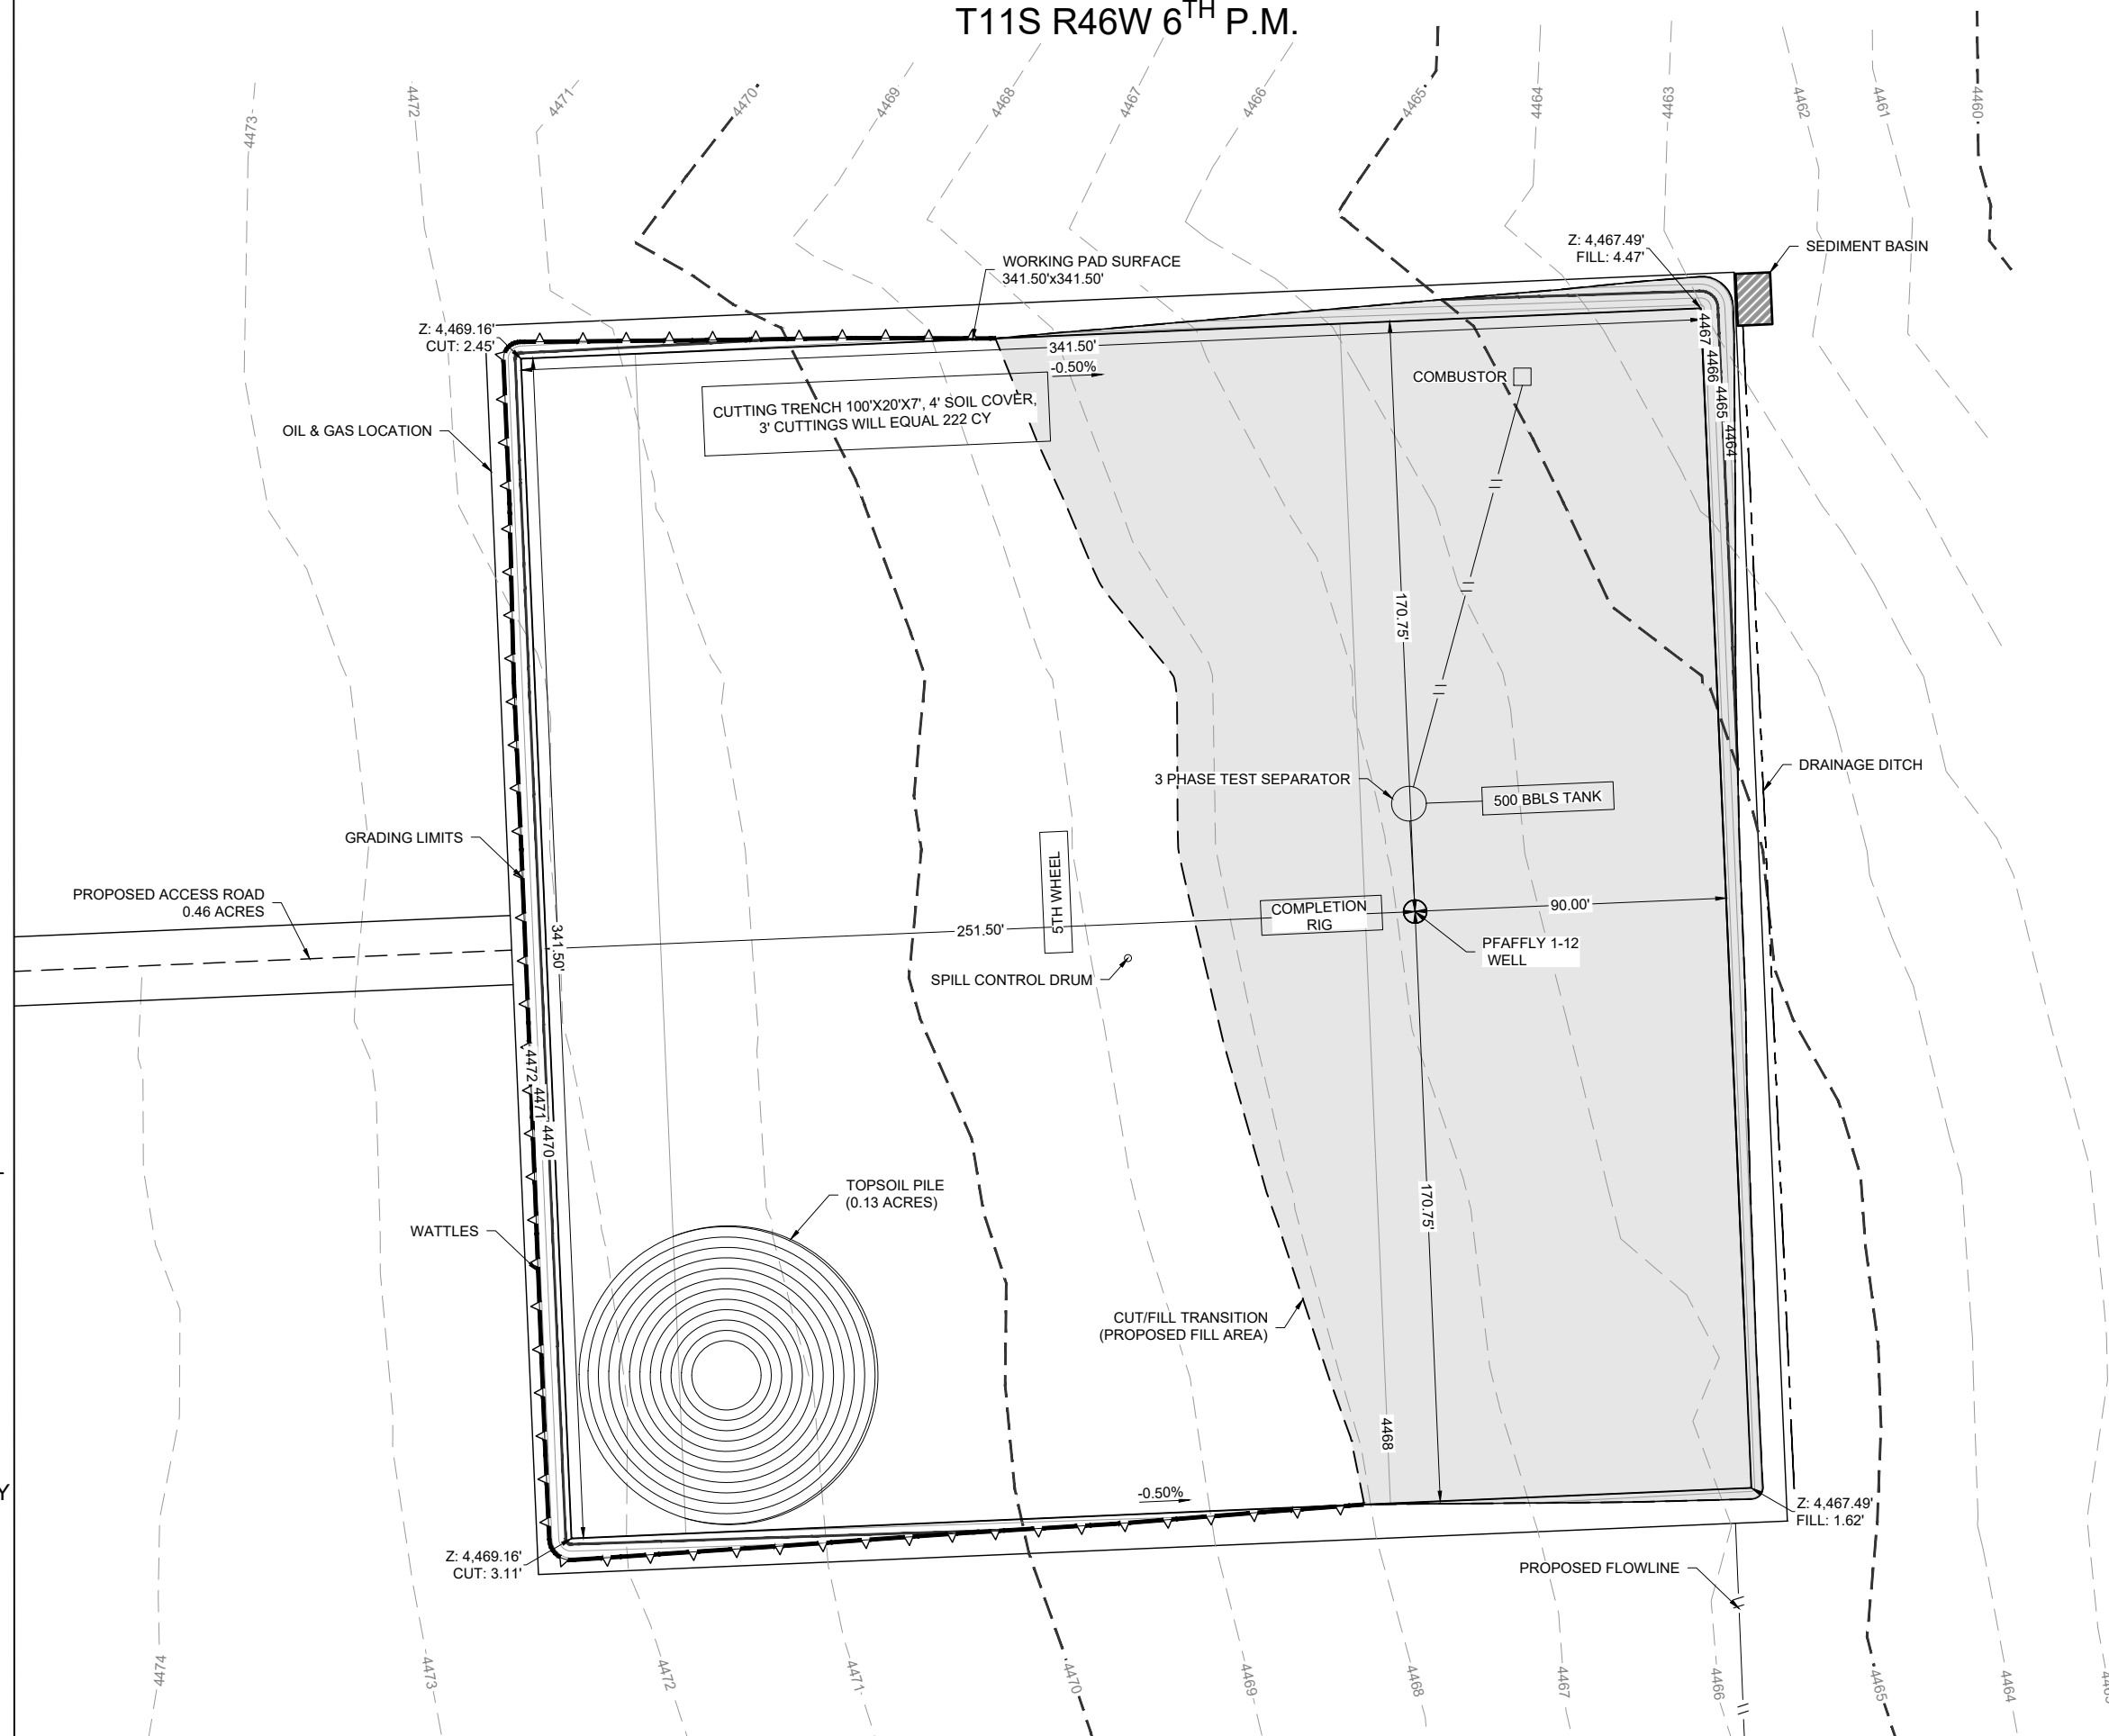 T11S R46W 6TH P.M.
4473
4472
4471
4470
4469
4468
4467
4466
4465
4464
4463
4462
4461
4460
Z: 4,467.49'
FILL: 4.47'
SEDIMENT BASIN
WORKING PAD SURFACE
341.50'x341.50'
Z: 4,469.16'
CUT: 2.45'
341.50'
-0.50%
4467
4466
4465
4464
COMBUSTOR
CUTTING TRENCH 100'X20'X7', 4' SOIL COVER,
3' CUTTINGS WILL EQUAL 222 CY
OIL & GAS LOCATION
170.75'
3 PHASE TEST SEPARATOR
500 BBLS TANK
DRAINAGE DITCH
GRADING LIMITS
5TH WHEEL
PROPOSED ACCESS ROAD
0.46 ACRES
COMPLETION
RIG
90.00'
251.50'
341.50'
PFAFFLY 1-12
WELL
SPILL CONTROL DRUM
4472
4471
4470
TOPSOIL PILE
(0.13 ACRES)
170.75'
WATTLES
CUT/FILL TRANSITION
(PROPOSED FILL AREA)
4468
Y
-0.50%
Z: 4,467.49'
FILL: 1.62'
Z: 4,469.16'
CUT: 3.11'
PROPOSED FLOWLINE
4474
4473
4472
4471
4470
4469
4468
4467
4466
4465
4464